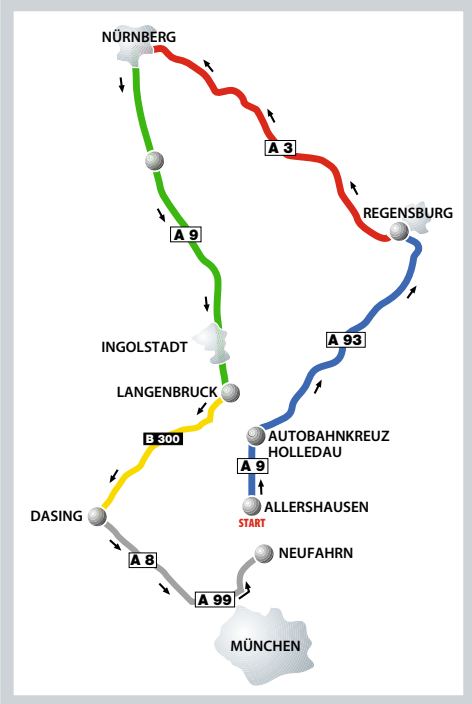 NÜRNBERG
A 3
REGENSBURG
A 9
A 93
INGOLSTADT
LANGENBRUCK
B 300
AUTOBAHNKREUZ
HOLLEDAU
A 9
ALLERSHAUSEN
START
DASING
NEUFAHRN
A 8
A 99
MÜNCHEN